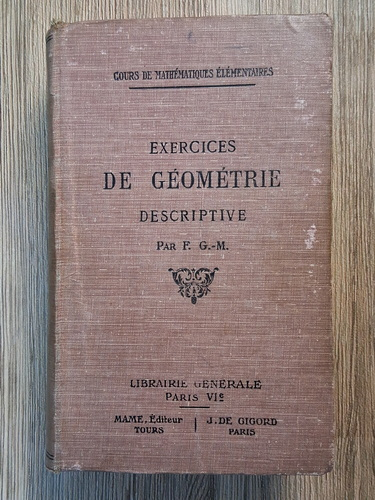 COURS DE MATHÉMATIQUES ÉLÉMENTAIRES
EXERCICES
DE GÉOMÉTRIE
DESCRIPTIVE
PAR F. G.-M.
LIBRAIRIE GÉNÉRALE
PARIS VIe
MAME, Éditeur | J. DE GIGORD
TOURS PARIS